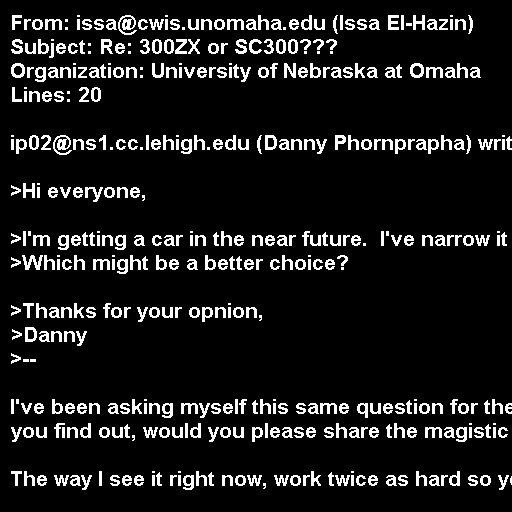 From: issa@cwis.unomaha.edu (Issa El-Hazin)
Subject: Re: 300ZX or SC300???
Organization: University of Nebraska at Omaha
Lines: 20

ip02@ns1.cc.lehigh.edu (Danny Phornprapha) writ

>Hi everyone,

>I'm getting a car in the near future.  I've narrow it
>Which might be a better choice?

>Thanks for your opnion,
>Danny
>--

I've been asking myself this same question for the
you find out, would you please share the magistic

The way I see it right now, work twice as hard so y